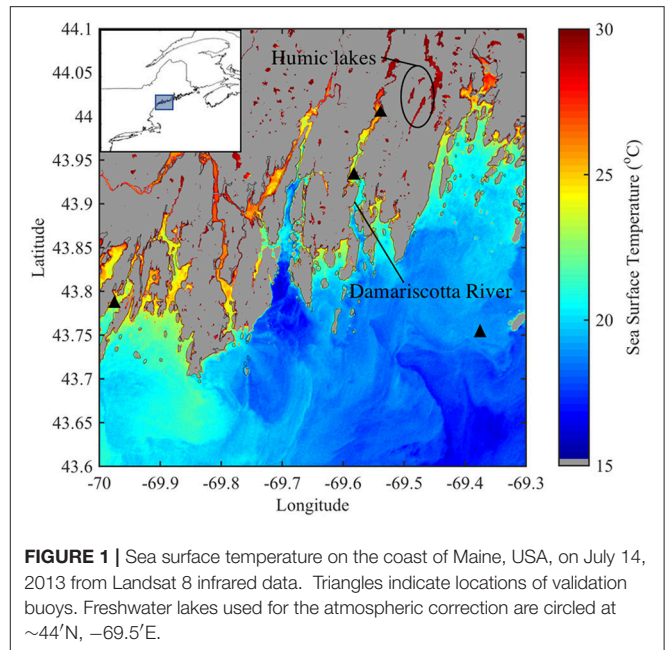 44.1
44.05
44
43.95
43.9
43.85
43.8
43.75
43.7
43.65
43.6
Latitude
Humic lakes
Damariscotta River
-70
-69.9
-69.8
-69.7
-69.6
-69.5
-69.4
-69.3
Longitude
30
25
20
15
Sea Surface Temperature (°C)
FIGURE 1 | Sea surface temperature on the coast of Maine, USA, on July 14,
2013 from Landsat 8 infrared data. Triangles indicate locations of validation
buoys. Freshwater lakes used for the atmospheric correction are circled at
~44′N, −69.5′E.